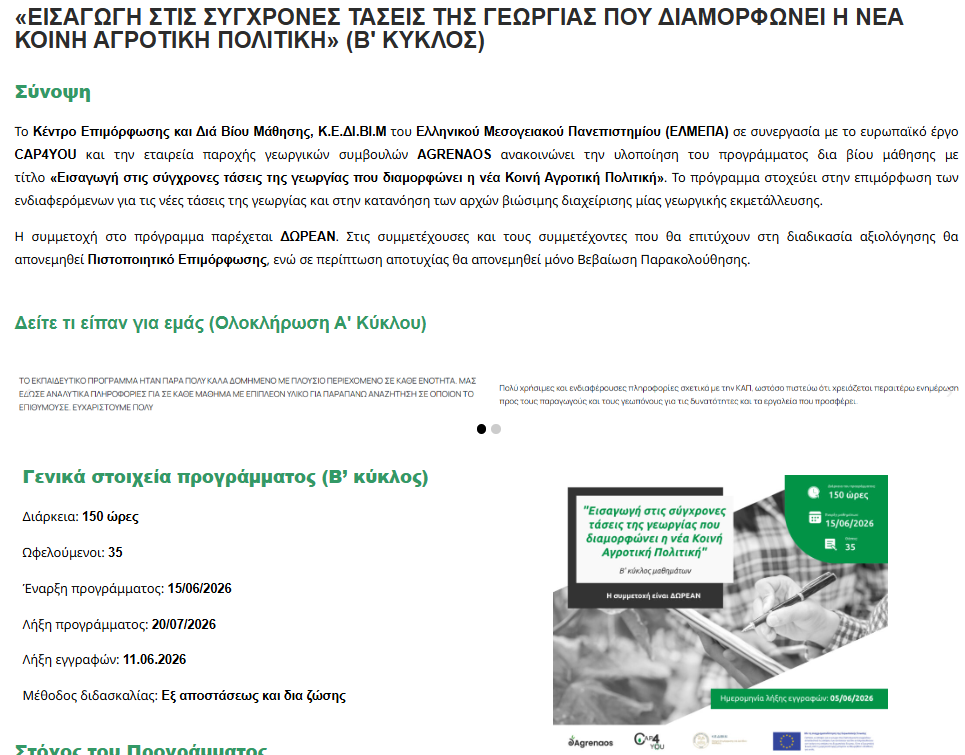 «ΕΙΣΑΓΩΓΗ ΣΤΙΣ ΣΥΓΧΡΟΝΕΣ ΤΑΣΕΙΣ ΤΗΣ ΓΕΩΡΓΙΑΣ ΠΟΥ ΔΙΑΜΟΡΦΩΝΕΙ Η ΝΕΑ
ΚΟΙΝΗ ΑΓΡΟΤΙΚΗ ΠΟΛΙΤΙΚΗ» (Β' ΚΥΚΛΟΣ)
Σύνοψη
Το Κέντρο Επιμόρφωσης και Διά Βίου Μάθησης, Κ.Ε.ΔΙ.ΒΙ.Μ του Ελληνικού Μεσογειακού Πανεπιστημίου (ΕΛΜΕΠΑ) σε συνεργασία με το ευρωπαϊκό έργο
CAP4YOU και την εταιρεία παροχής γεωργικών συμβουλών AGRENAOS ανακοινώνει την υλοποίηση του προγράμματος δια βίου μάθησης με
τίτλο «Εισαγωγή στις σύγχρονες τάσεις της γεωργίας που διαμορφώνει η νέα Κοινή Αγροτική Πολιτική». Το πρόγραμμα στοχεύει στην επιμόρφωση των
ενδιαφερόμενων για τις νέες τάσεις της γεωργίας και στην κατανόηση των αρχών βιώσιμης διαχείρισης μίας γεωργικής εκμετάλλευσης.
Η συμμετοχή στο πρόγραμμα παρέχεται ΔΩΡΕΑΝ. Στις συμμετέχουσες και τους συμμετέχοντες που θα επιτύχουν στη διαδικασία αξιολόγησης θα
απονεμηθεί Πιστοποιητικό Επιμόρφωσης, ενώ σε περίπτωση αποτυχίας θα απονεμηθεί μόνο Βεβαίωση Παρακολούθησης.
Δείτε τι είπαν για εμάς (Ολοκλήρωση Α' Κύκλου)
ΤΟ ΕΚΠΑΙΔΕΥΤΙΚΟ ΠΡΟΓΡΑΜΜΑ ΗΤΑΝ ΠΑΡΑ ΠΟΛΥ ΚΑΛΑ ΔΟΜΗΜΕΝΟ ΜΕ ΠΛΟΥΣΙΟ ΠΕΡΙΕΧΟΜΕΝΟ ΣΕ ΚΑΘΕ ΕΝΟΤΗΤΑ. ΜΑΣ
ΕΔΩΣΕ ΑΝΑΛΥΤΙΚΑ ΠΛΗΡΟΦΟΡΙΕΣ ΓΙΑ ΣΕ ΚΑΘΕ ΜΑΘΗΜΑ ΜΕ ΕΠΙΠΛΕΟΝ ΥΛΙΚΟ ΓΙΑ ΠΑΡΑΠΑΝΩ ΑΝΑΖΗΤΗΣΗ ΣΕ ΟΠΟΙΟΝ ΤΟ
ΕΠΙΘΥΜΟΥΣΕ. ΕΥΧΑΡΙΣΤΟΥΜΕ ΠΟΛΥ
Πολύ χρήσιμες και ενδιαφέρουσες πληροφορίες σχετικά με την ΚΑΠ, ωστόσο πιστεύω ότι χρειάζεται περαιτέρω ενημέρωση
προς τους παραγωγούς και τους γεωπόνους για τις δυνατότητες και τα εργαλεία που προσφέρει.
Γενικά στοιχεία προγράμματος (Β’ κύκλος)
Διάρκεια: 150 ώρες
Ωφελούμενοι: 35
Έναρξη προγράμματος: 15/06/2026
Λήξη προγράμματος: 20/07/2026
Λήξη εγγραφών: 11.06.2026
Μέθοδος διδασκαλίας: Εξ αποστάσεως και δια ζώσης
"Εισαγωγή στις σύγχρονες
τάσεις της γεωργίας που
διαμορφώνει η νέα Κοινή
Αγροτική Πολιτική"
Β' κύκλος μαθημάτων
Η συμμετοχή είναι ΔΩΡΕΑΝ
150 ώρες
15/06/2026
35
Ημερομηνία λήξης εγγραφών: 05/06/2026
Agrenaos
CAP4
YOU
Στόχος του Προγράμματος